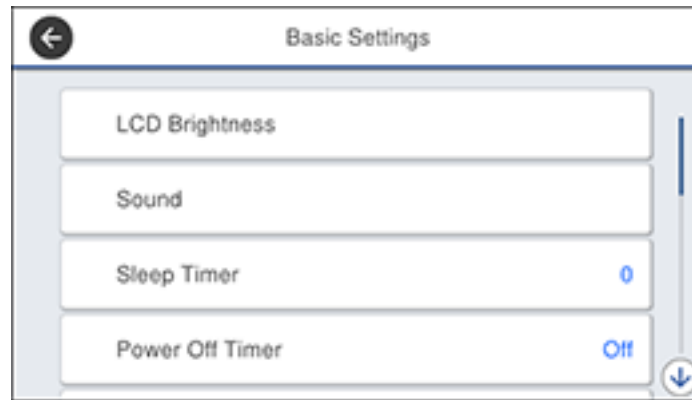 Basic Settings
LCD Brightness
Sound
Sleep Timer 0
Power Off Timer Off